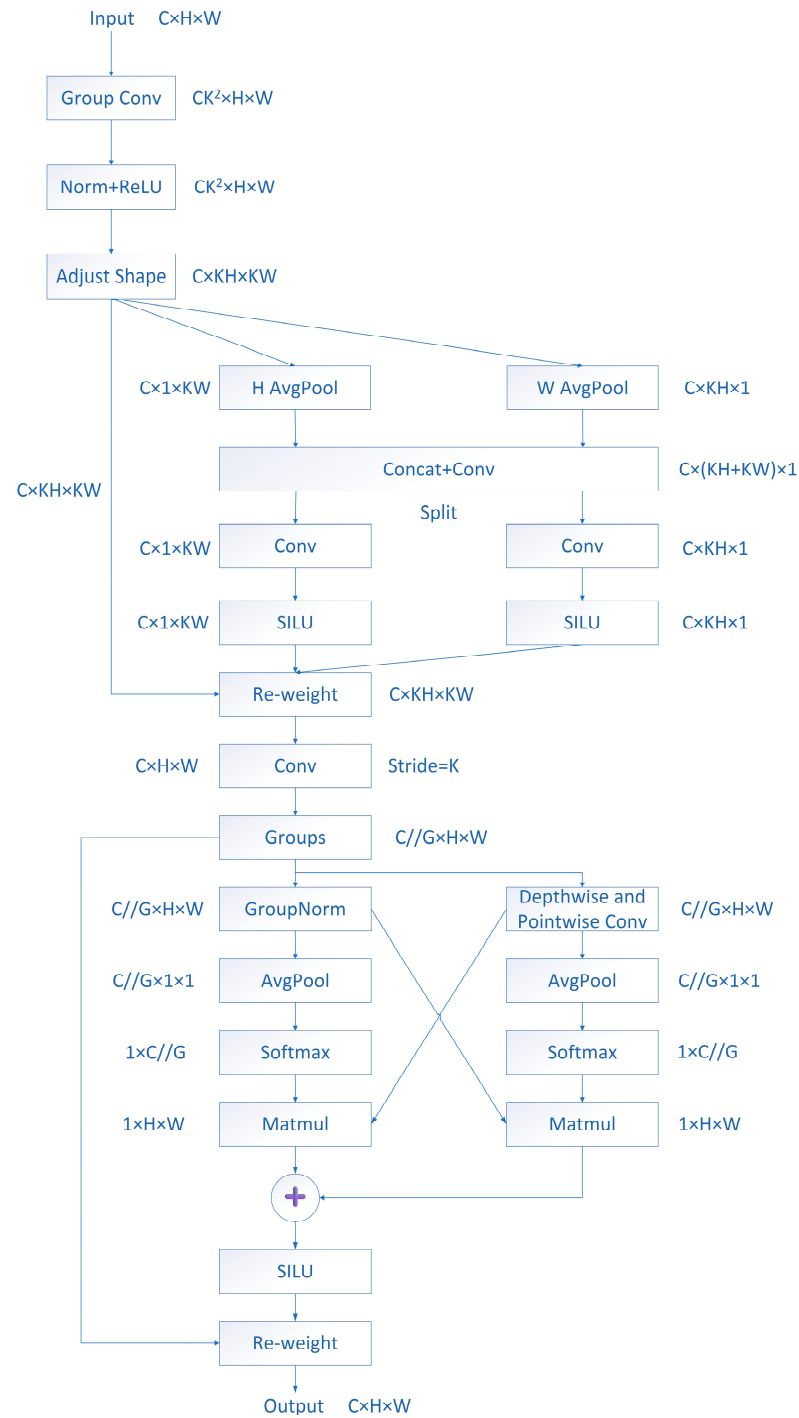 Input C×H×W
Group Conv CK²×H×W
Norm+ReLU CK²×H×W
Adjust Shape C×KH×KW
C×1×KW H AvgPool W AvgPool C×KH×1
Concat+Conv C×(KH+KW)×1
C×KH×KW
Split
C×1×KW Conv Conv C×KH×1
C×1×KW SILU SILU C×KH×1
Re-weight C×KH×KW
C×H×W Conv Stride=K
Groups C//G×H×W
C//G×H×W GroupNorm Depthwise and C//G×H×W
Pointwise Conv
C//G×1×1 AvgPool AvgPool C//G×1×1
1×C//G Softmax Softmax 1×C//G
1×H×W Matmul Matmul 1×H×W
+
SILU
Re-weight
Output C×H×W